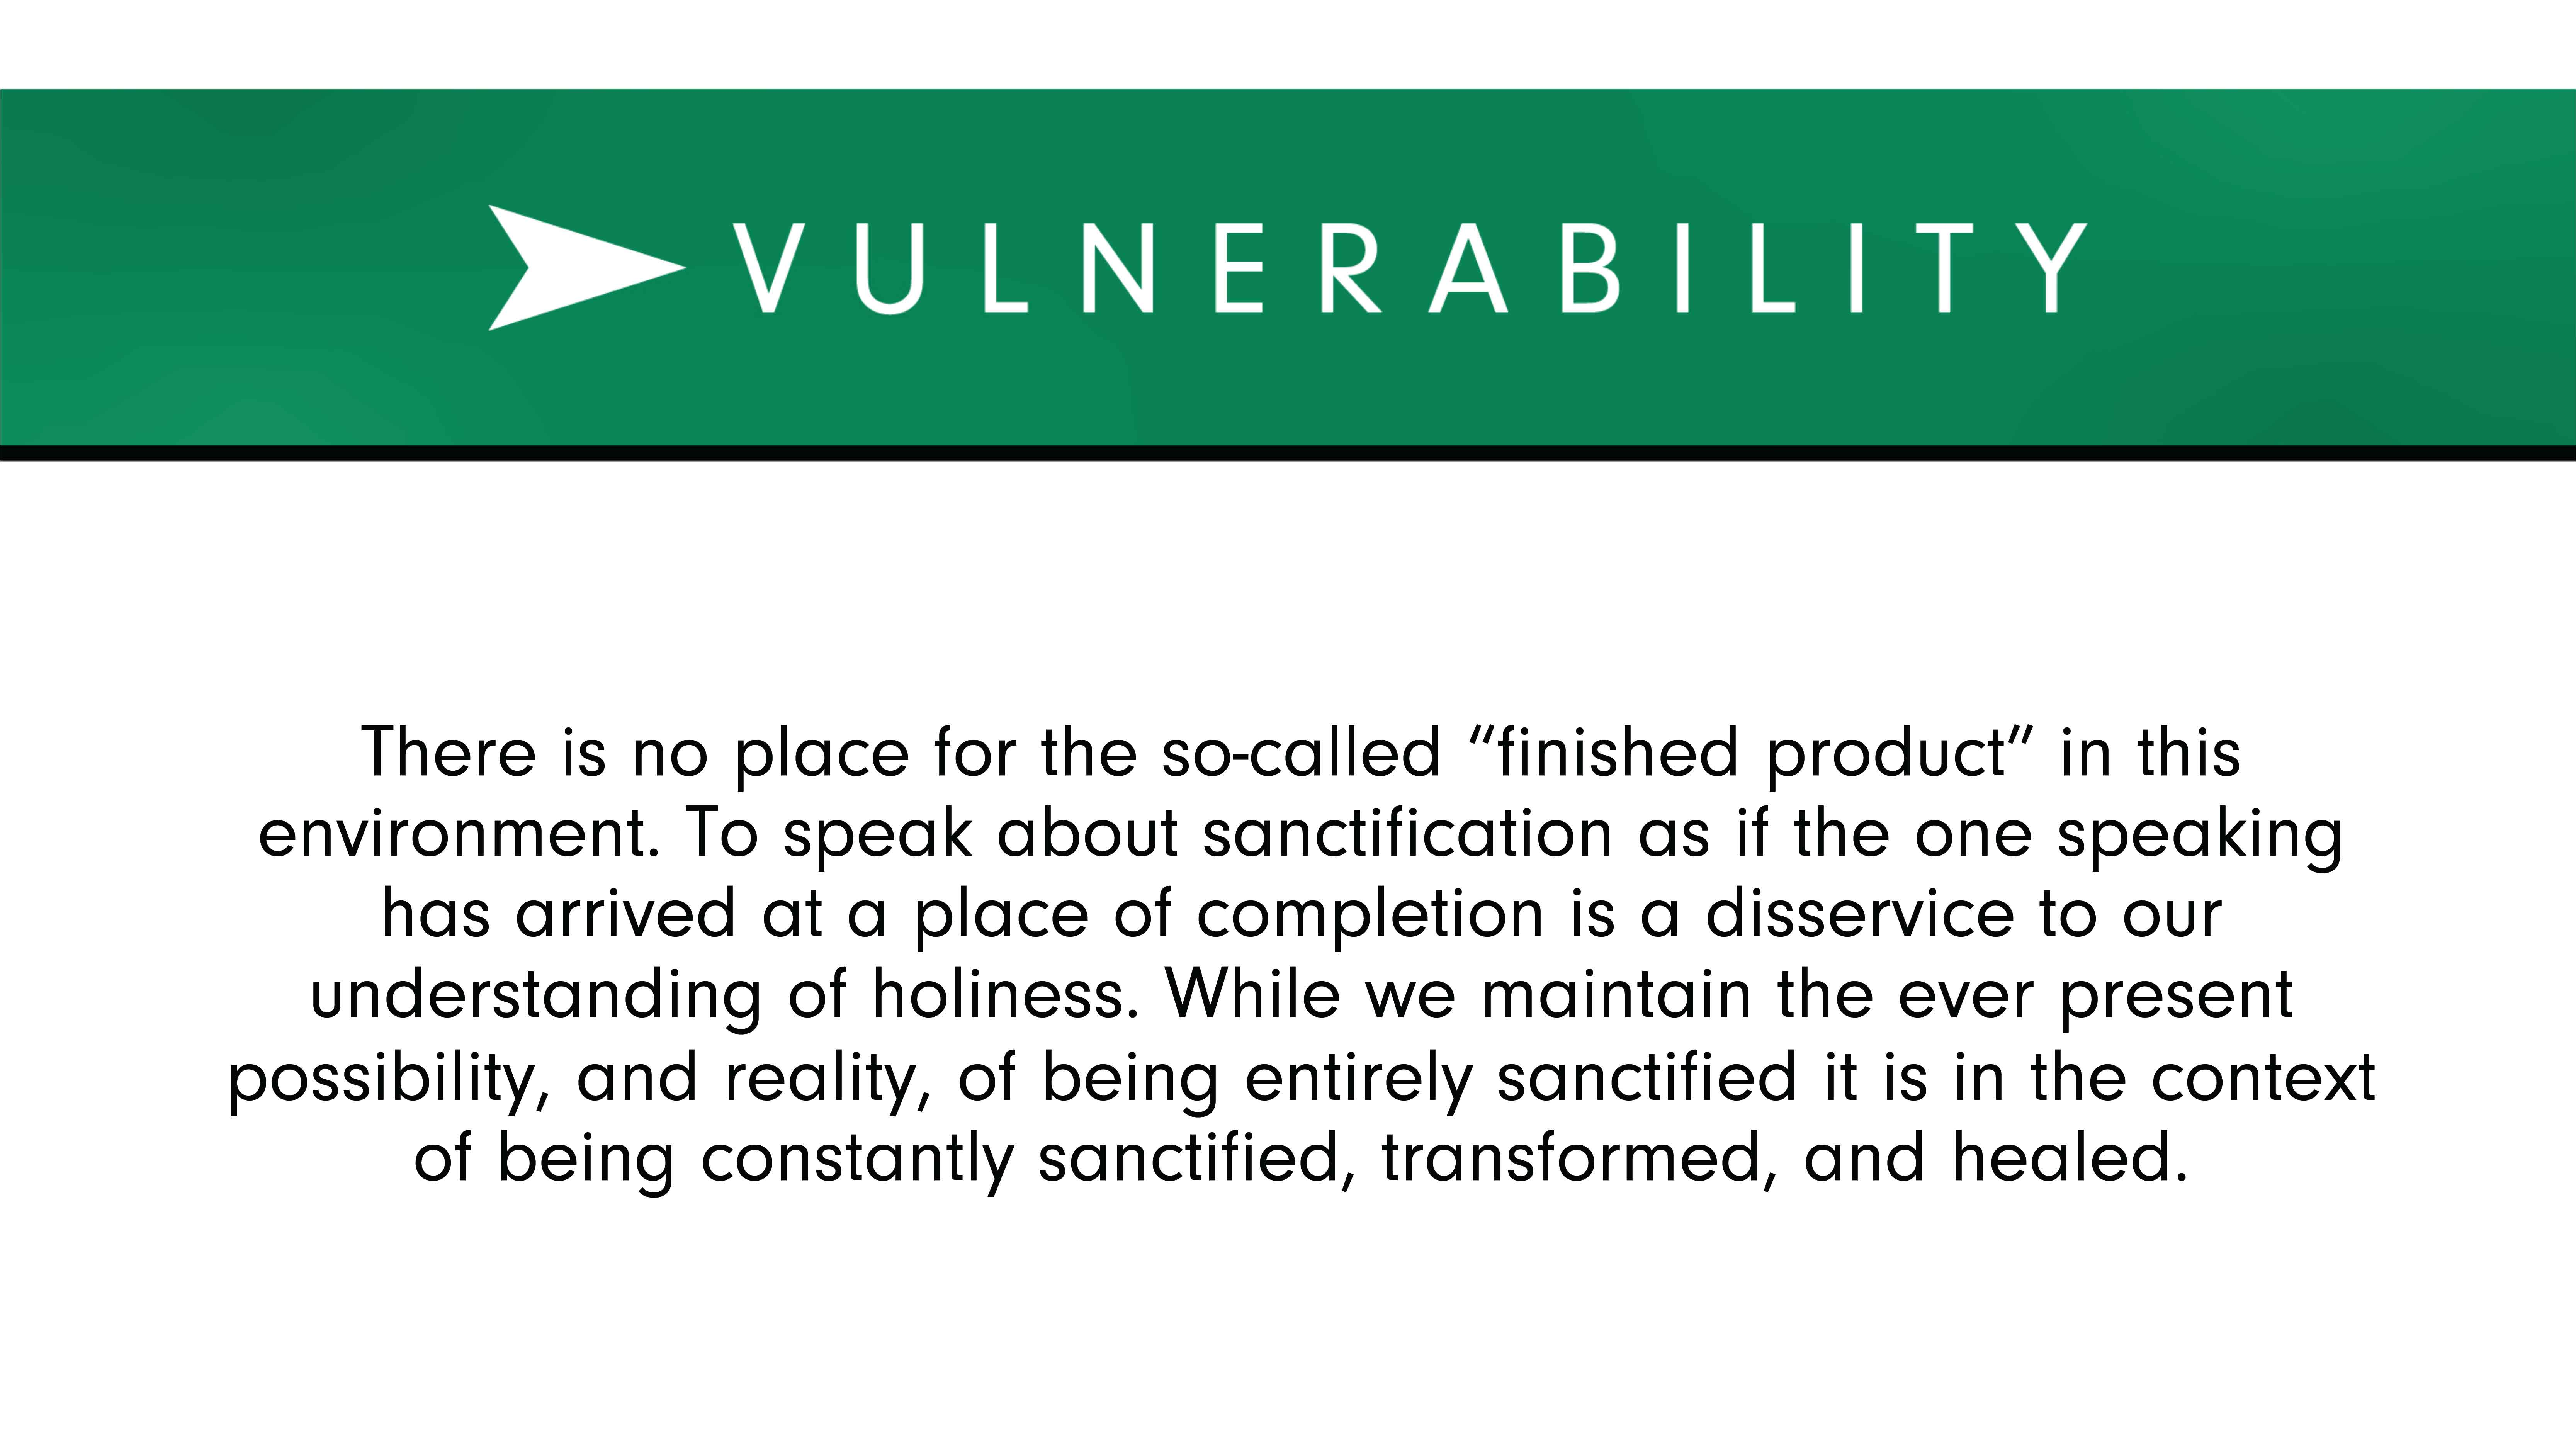 VULNERABILITY
There is no place for the so-called “finished product” in this
environment. To speak about sanctification as if the one speaking
has arrived at a place of completion is a disservice to our
understanding of holiness. While we maintain the ever present
possibility, and reality, of being entirely sanctified it is in the context
of being constantly sanctified, transformed, and healed.